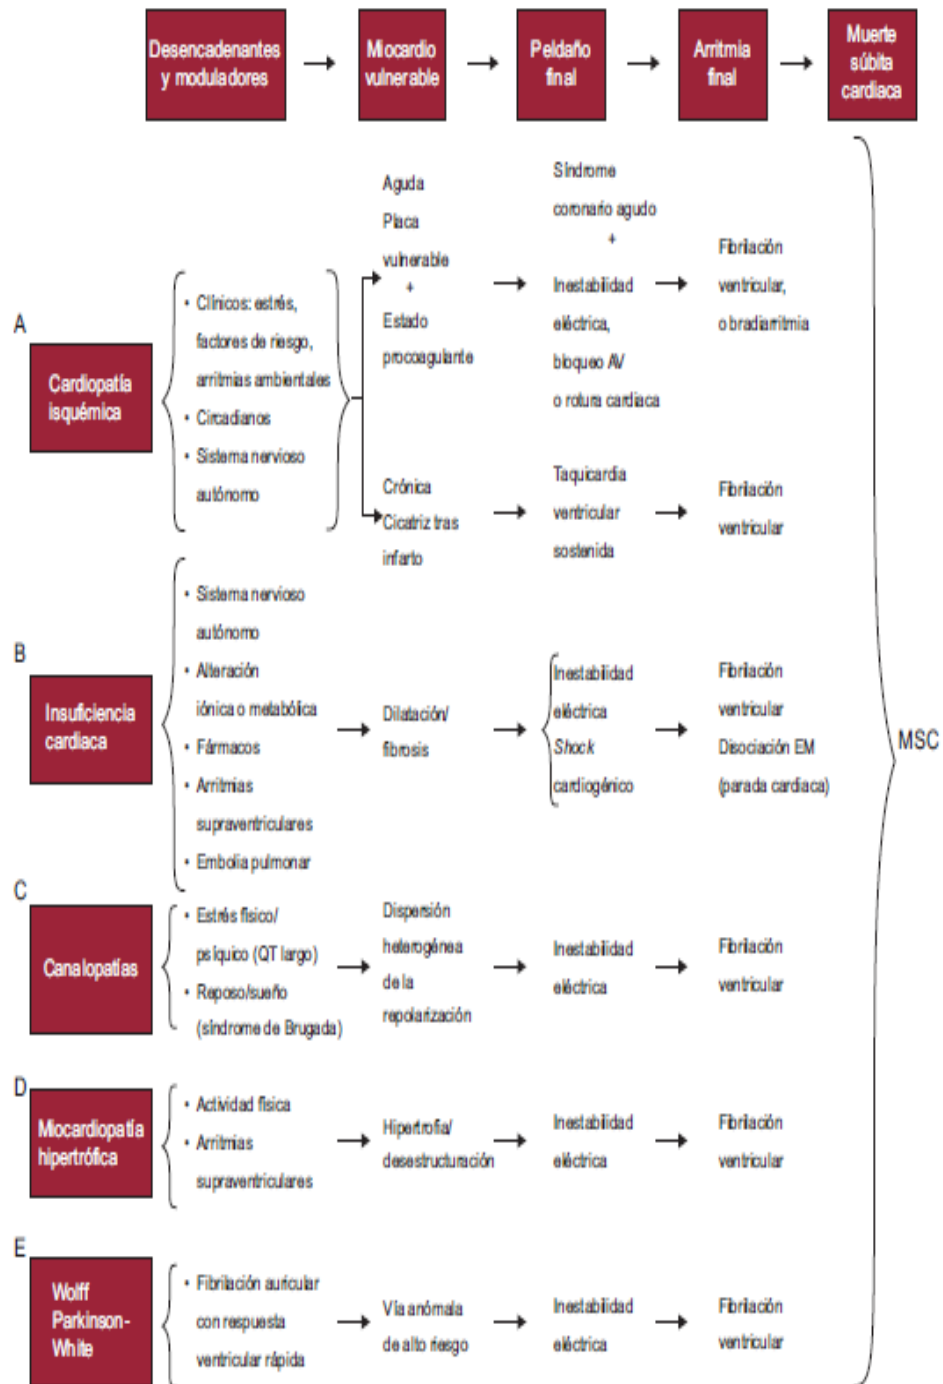 Desencadenantes
y moduladores
Miocardio
vulnerable
Peldaño
final
Arritmia
final
Muerte
súbita
cardiaca
A
Cardiopatía
isquémica
• Clínicos: estrés,
factores de riesgo,
arritmias ambientales
• Circadianos
• Sistema nervioso
autónomo
Aguda
Placa
vulnerable
+
Estado
procoagulante
Síndrome
coronario agudo
+
Inestabilidad
eléctrica,
bloqueo AV
o rotura cardiaca
Fibrilación
ventricular,
o bradiarritmia
Crónica
Cicatriz tras
infarto
Taquicardia
ventricular
sostenida
Fibrilación
ventricular
B
Insuficiencia
cardiaca
• Sistema nervioso
autónomo
• Alteración
iónica o metabólica
• Fármacos
• Arritmias
supraventriculares
• Embolia pulmonar
Dilatación/
fibrosis
Inestabilidad
eléctrica
Shock
cardiogénico
Fibrilación
ventricular
Disociación EM
(parada cardiaca)
MSC
C
Canalopatías
• Estrés físico/
psíquico (QT largo)
• Reposo/sueño
(síndrome de Brugada)
Dispersión
heterogénea
de la
repolarización
Inestabilidad
eléctrica
Fibrilación
ventricular
D
Miocardiopatía
hipertrófica
• Actividad física
• Arritmias
supraventriculares
Hipertrofia/
desestructuración
Inestabilidad
eléctrica
Fibrilación
ventricular
E
Wolff
Parkinson-
White
• Fibrilación auricular
con respuesta
ventricular rápida
Vía anómala
de alto riesgo
Inestabilidad
eléctrica
Fibrilación
ventricular